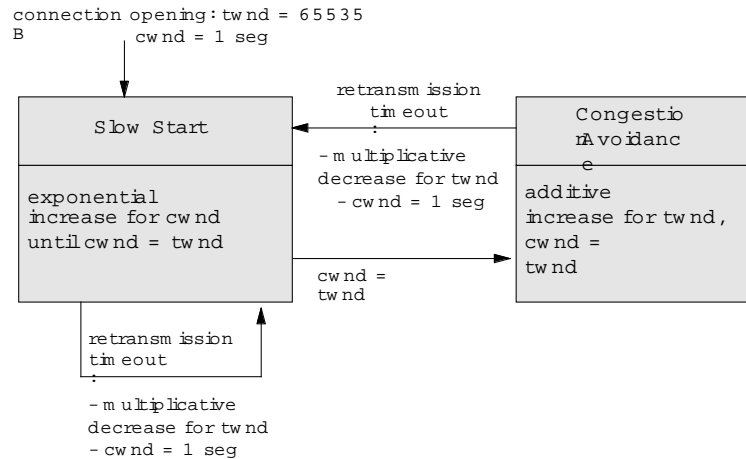 connection opening: twnd = 65535
B
cwnd = 1 seg
Slow Start
exponential
increase for cwnd
until cwnd = twnd
retransmission
timeout
:
- multiplicative
decrease for twnd
- cwnd = 1 seg
Congestio
n Avoidanc
e
additive
increase for twnd,
cwnd =
twnd
cwnd =
twnd
retransmission
timeout
:
- multiplicative
decrease for twnd
- cwnd = 1 seg